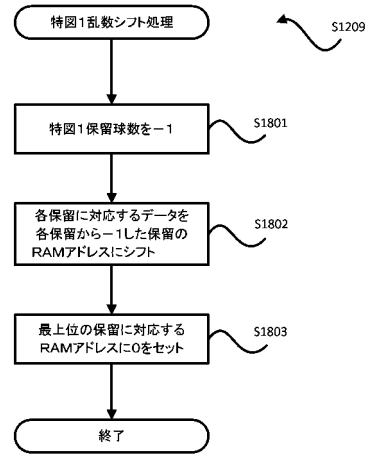 特図1乱数シフト処理
S1209
特図1保留球数を-1
S1801
各保留に対応するデータを
各保留から-1した保留の
RAMアドレスにシフト
S1802
最上位の保留に対応する
RAMアドレスに0をセット
S1803
終了